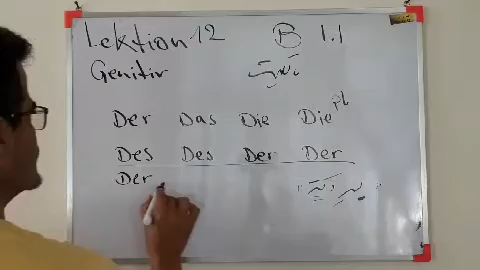 Lektion 12 B 1.1
Genitiv
Der Das Die Die Pl
Des Des Der Der
Der